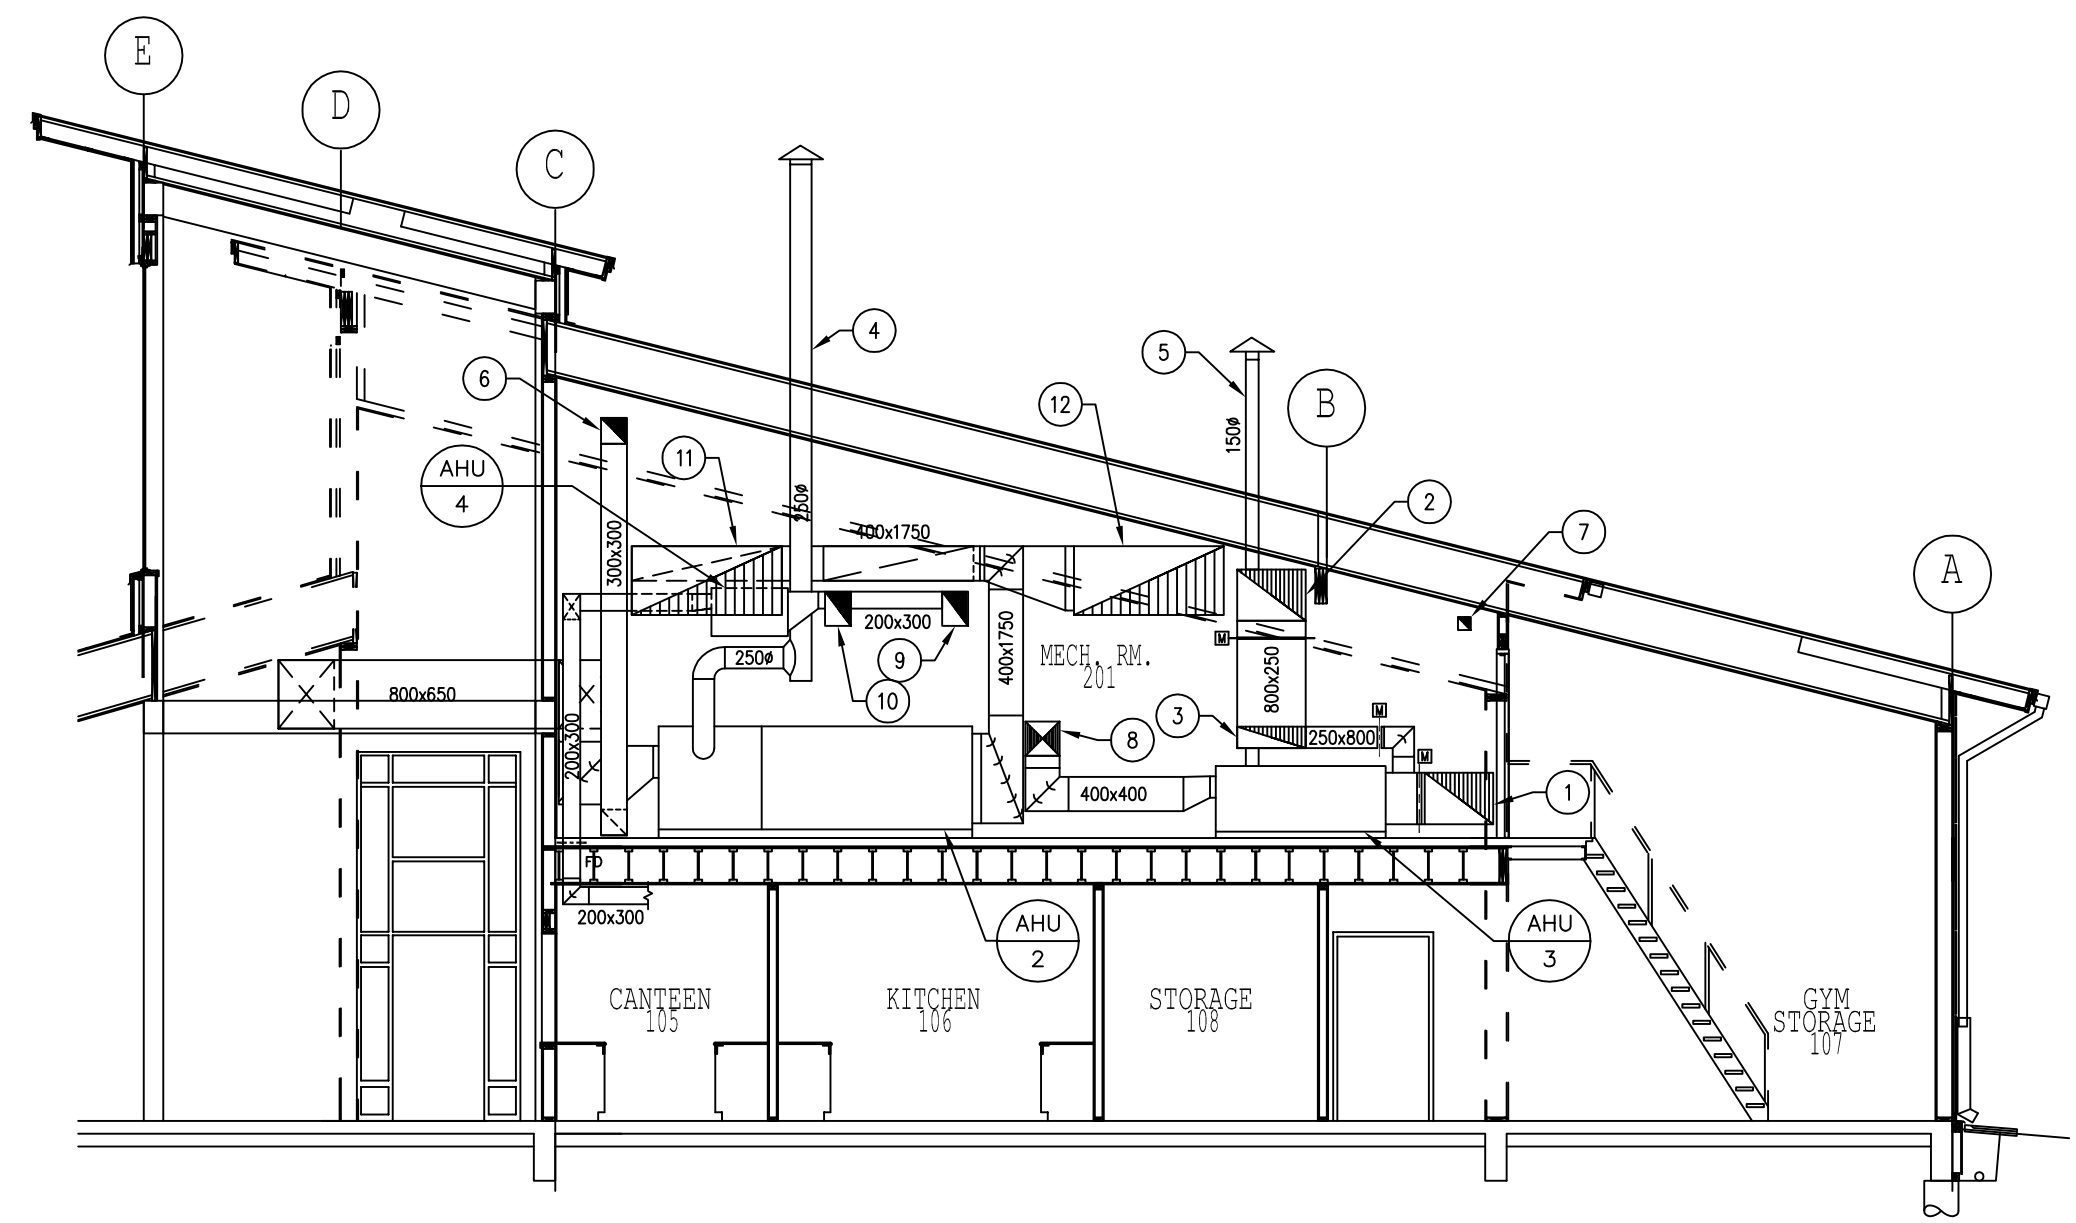 E
D
C
4
5
6
B
12
AHU
4
11
150ø
2
250ø
7
300x300
400x1750
A
200x300
M
400x1750
MECH. RM.
201
250ø
9
800x650
10
800x250
3
M
200x300
8
250x800
M
400x400
1
FD
200x300
AHU
2
AHU
3
CANTEEN
105
KITCHEN
106
STORAGE
108
GYM
STORAGE
107